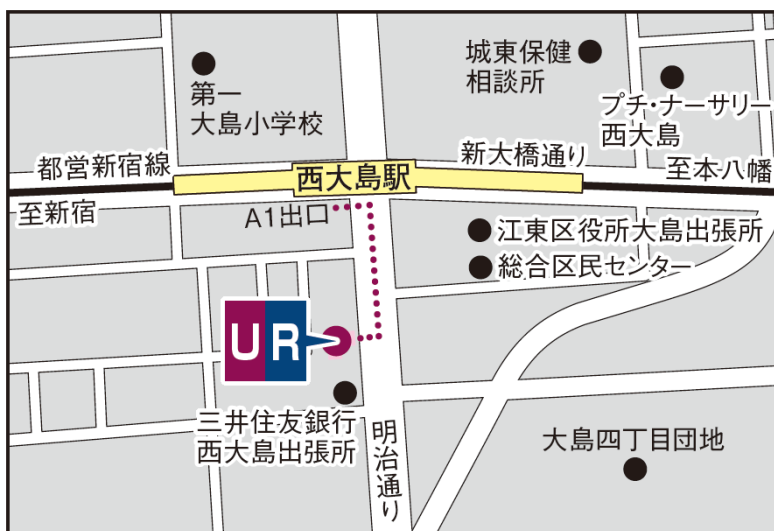 第一
大島小学校
城東保健
相談所
プチ・ナーサリー
西大島
都営新宿線
新大橋通り
西大島駅
至本八幡
至新宿
A1出口
江東区役所大島出張所
総合区民センター
UR
三井住友銀行
西大島出張所
明治通り
大島四丁目団地